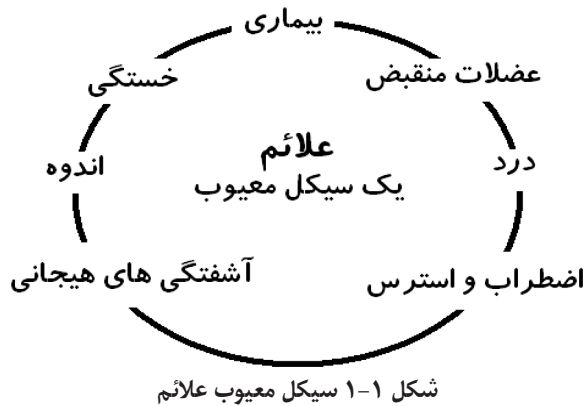 بیماری
عضلات منقبض
خستگی
علائم
درد
اندوه
یک سیکل معیوب
آشفتگی های هیجانی
اضطراب و استرس
شکل ۱-۱ سیکل معیوب علائم